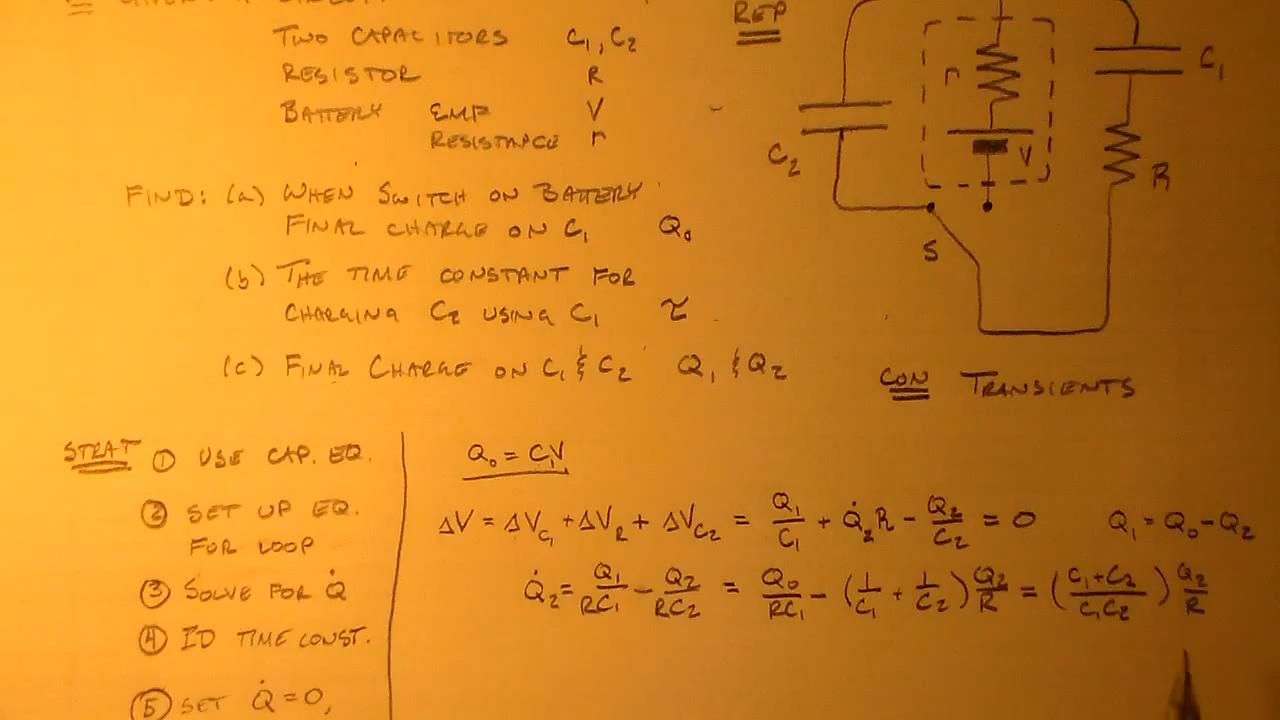 TWO CAPACITORS C₁, C₂
RESISTOR R
BATTERY EMF V
RESISTANCE r
FIND: (a) WHEN SWITCH ON BATTERY
FINAL CHARGE ON C₁ Q₀
(b) THE TIME CONSTANT FOR
CHARGING C₂ USING C₁ τ
(c) FINAL CHARGE ON C₁ & C₂ Q₁ & Q₂
REP
r
V
C₁
C₂
R
S
CON TRANSIENTS
STRAT ① USE CAP. EQ.
② SET UP EQ.
FOR LOOP
③ SOLVE FOR Q̇
④ ID TIME CONST.
⑤ SET Q̇ = 0,
Q₀ = C₁V
ΔV = ΔV_C₁ + ΔV_R + ΔV_C₂ = Q₁/C₁ + Q̇₂R - Q₂/C₂ = 0 Q₁ = Q₀ - Q₂
Q̇₂ = Q₁/RC₁ - Q₂/RC₂ = Q₀/RC₁ - (1/C₁ + 1/C₂) Q₂/R = (C₁+C₂/C₁C₂) Q₂/R